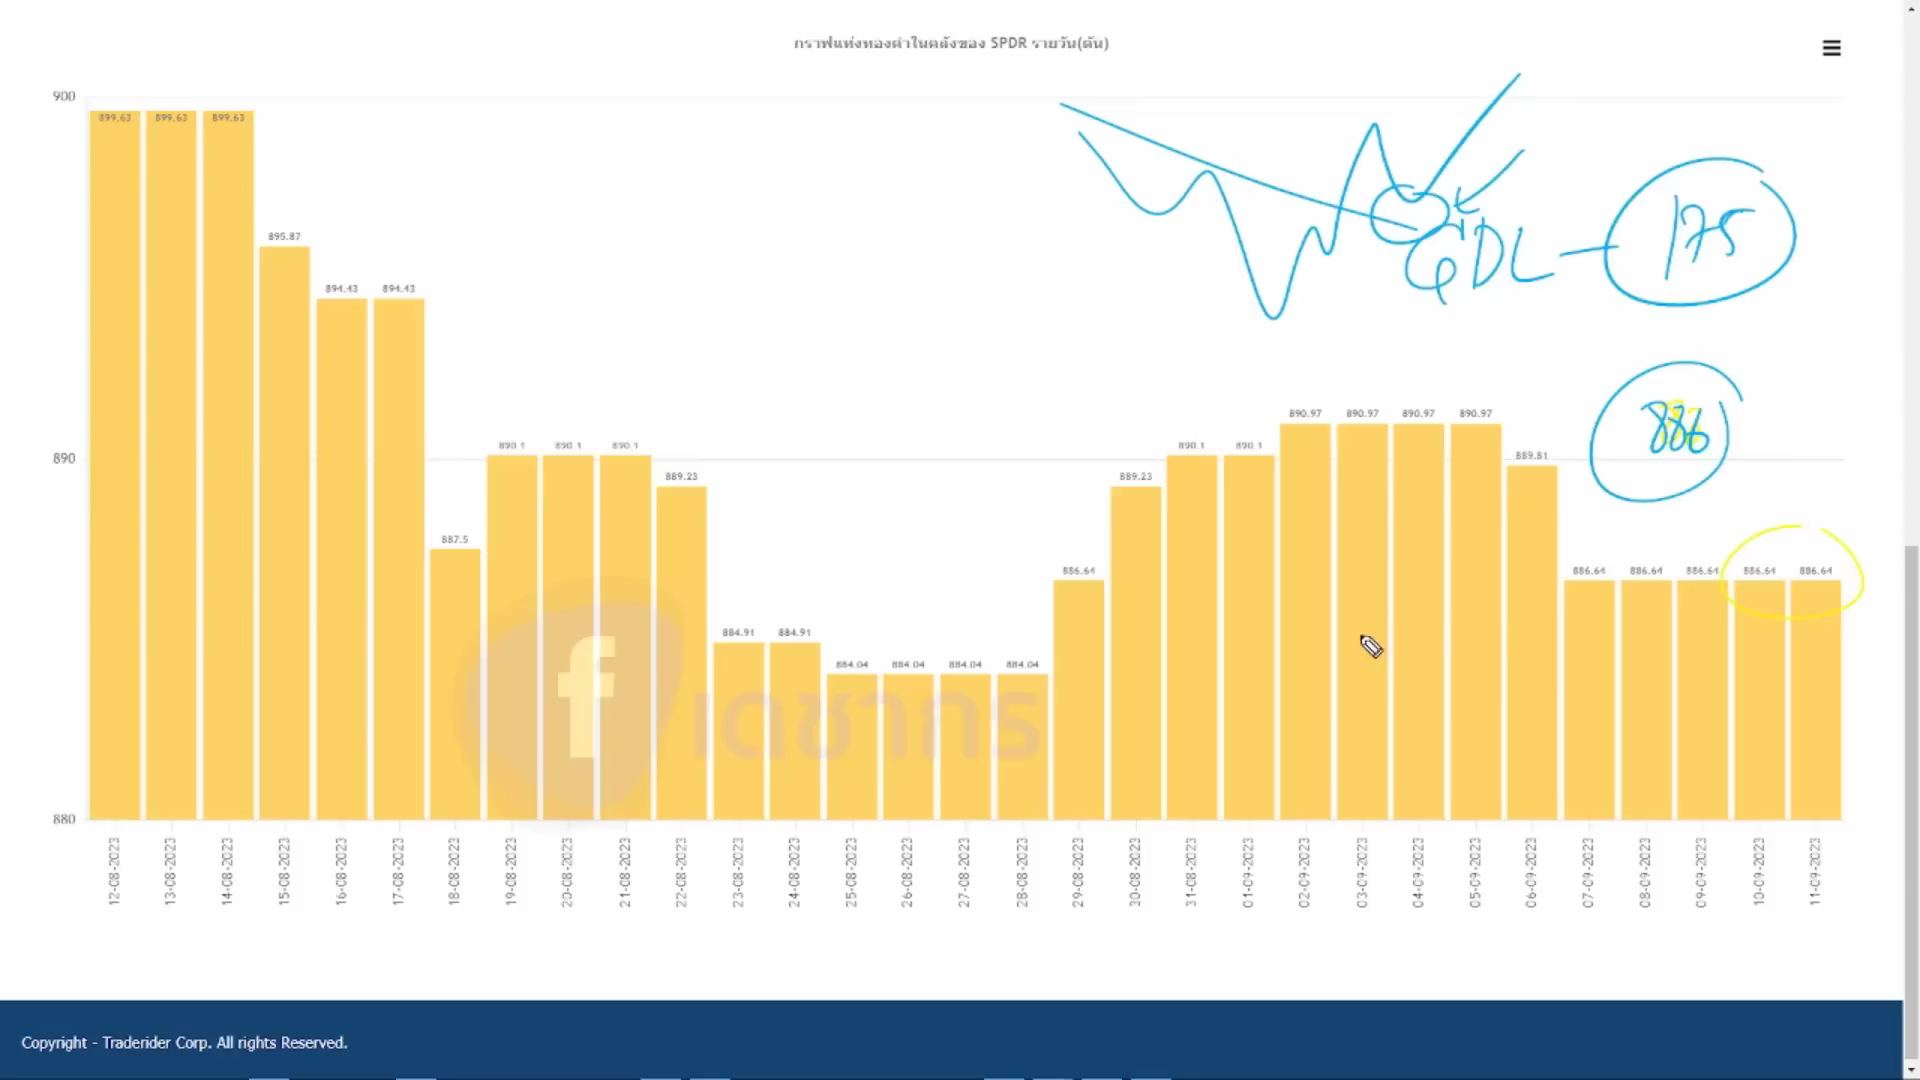 กราฟแท่งทองคำในคลังของ SPDR รายวัน(ตัน)
900
890
880
899.63 899.63 899.63 895.87 894.43 894.43 887.5 890.1 890.1 890.1 889.23 884.91 884.91 884.04 884.04 884.04 884.04 886.64 889.23 890.1 890.1 890.97 890.97 890.97 890.97 889.81 886.64 886.64 886.64 886.64 886.64
175
886
f เดชากร
12-08-2023 13-08-2023 14-08-2023 15-08-2023 16-08-2023 17-08-2023 18-08-2023 19-08-2023 20-08-2023 21-08-2023 22-08-2023 23-08-2023 24-08-2023 25-08-2023 26-08-2023 27-08-2023 28-08-2023 29-08-2023 30-08-2023 31-08-2023 01-09-2023 02-09-2023 03-09-2023 04-09-2023 05-09-2023 06-09-2023 07-09-2023 08-09-2023 09-09-2023 10-09-2023 11-09-2023
Copyright - Traderider Corp. All rights Reserved.